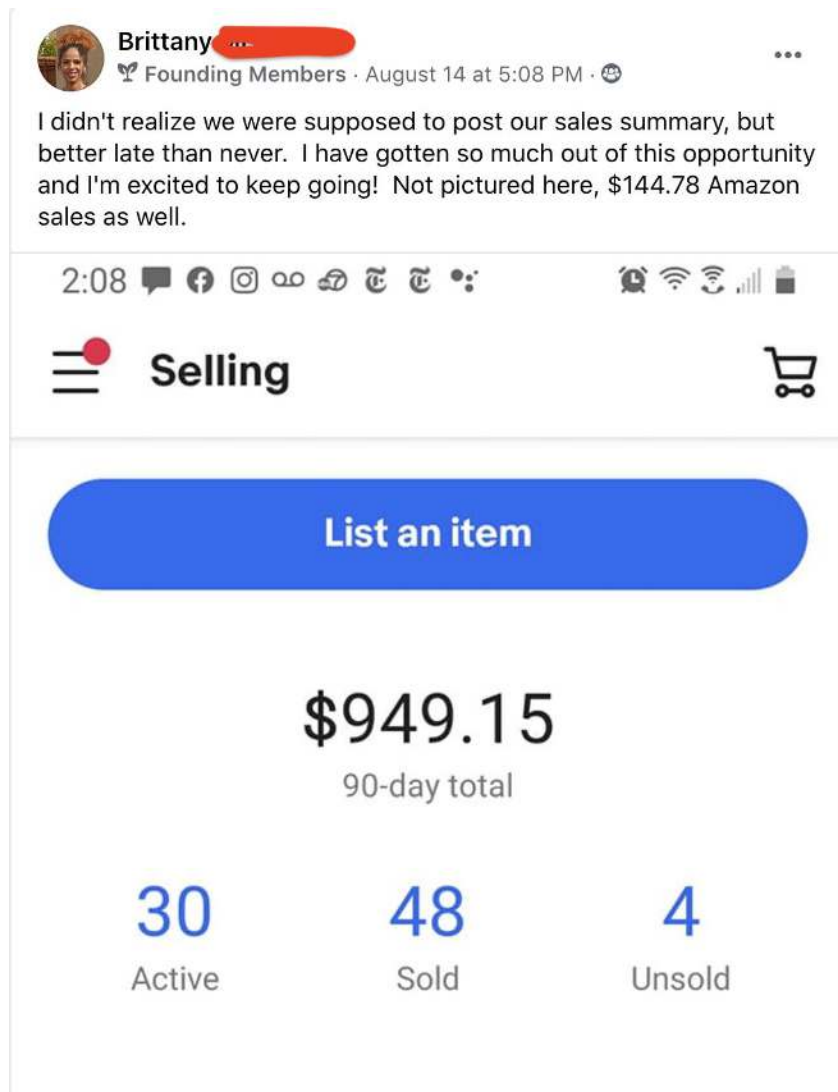 Brittany
Founding Members · August 14 at 5:08 PM ·
I didn't realize we were supposed to post our sales summary, but
better late than never.  I have gotten so much out of this opportunity
and I'm excited to keep going!  Not pictured here, $144.78 Amazon
sales as well.
2:08
Selling
List an item
$949.15
90-day total
30 48 4
Active Sold Unsold